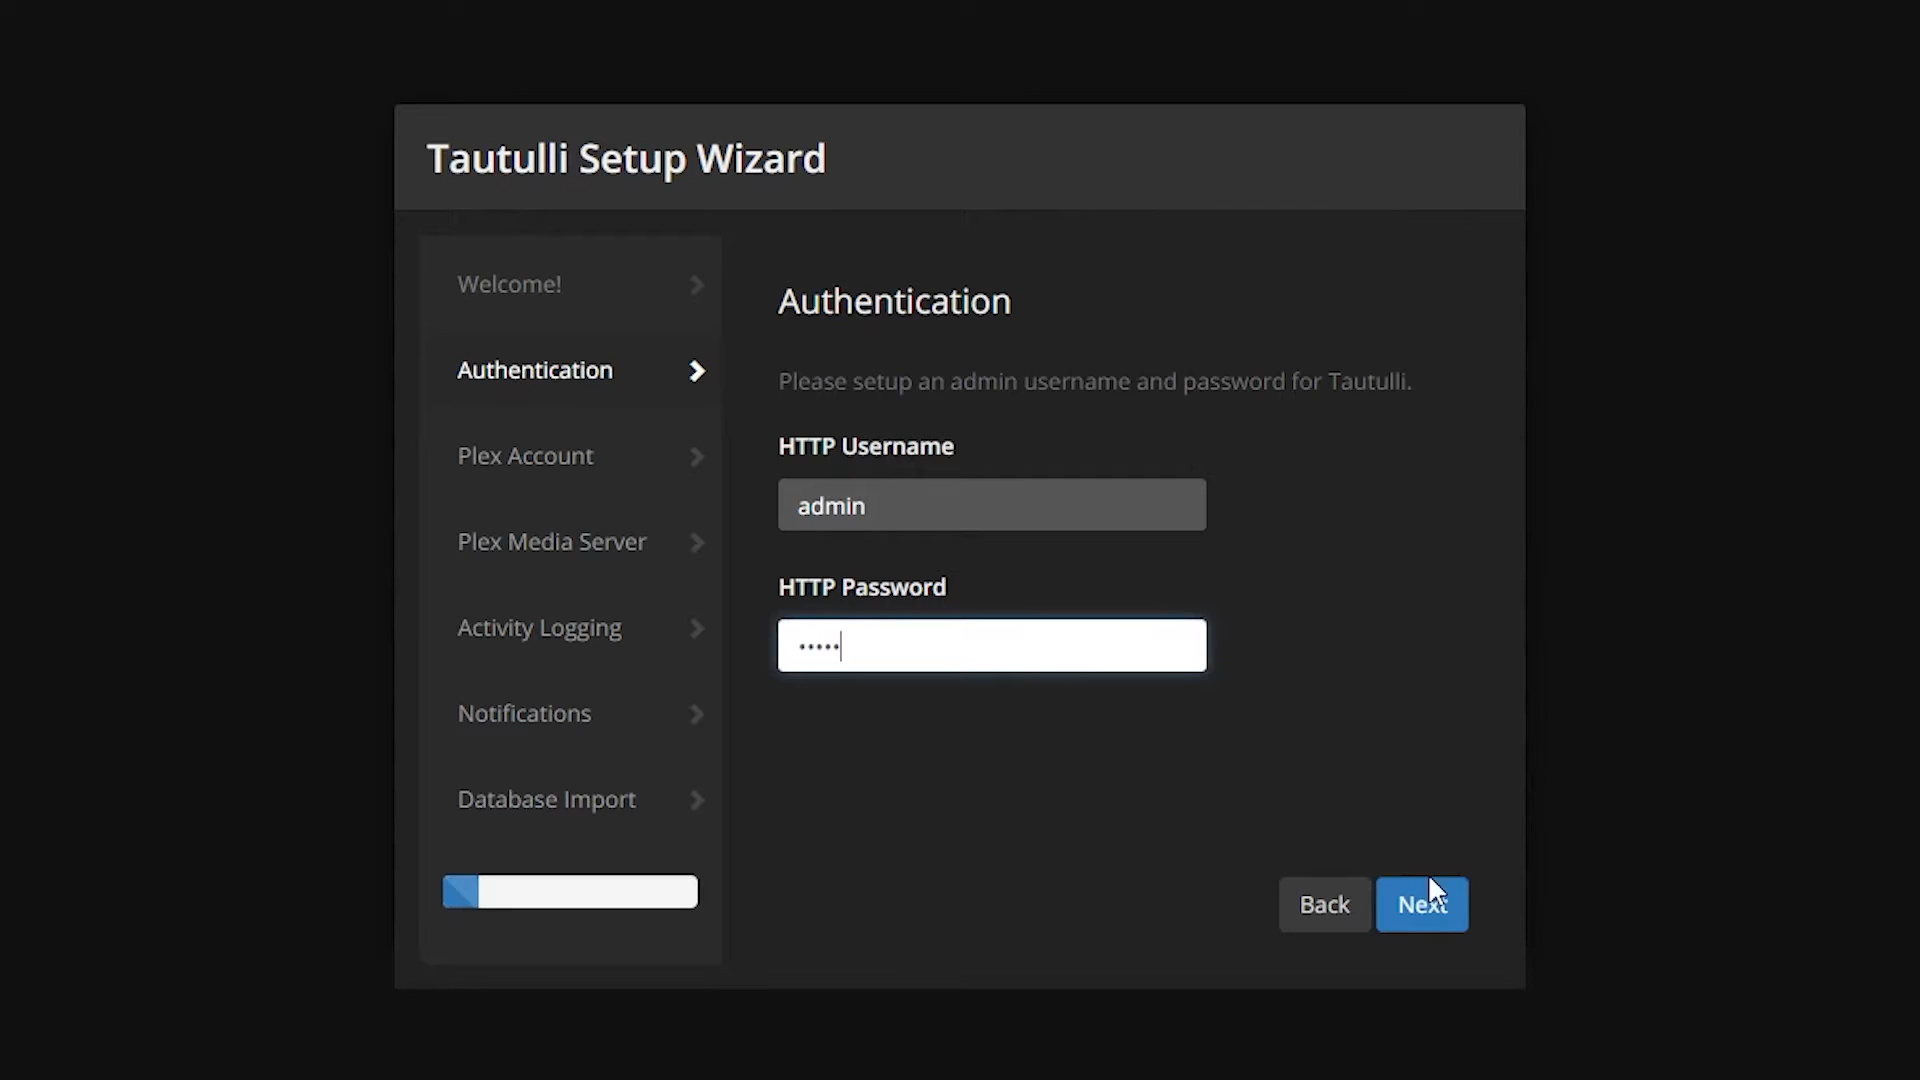 Tautulli Setup Wizard
Welcome!
Authentication
Plex Account
Plex Media Server
Activity Logging
Notifications
Database Import
Authentication
Please setup an admin username and password for Tautulli.
HTTP Username
admin
HTTP Password
•••••
Back
Next